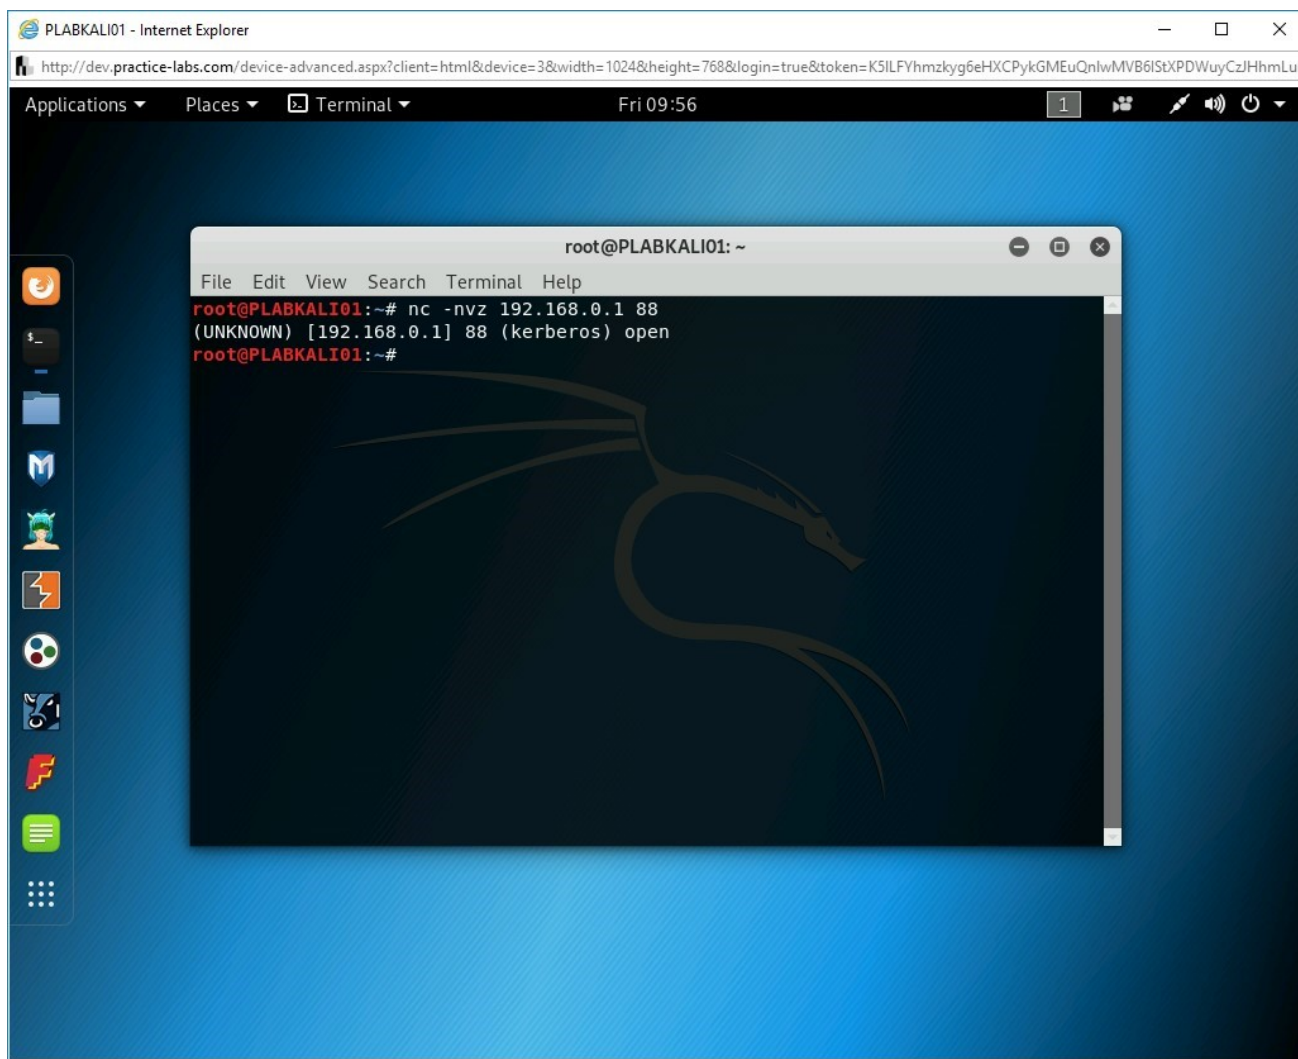 PLABKALI01 - Internet Explorer
http://dev.practice-labs.com/device-advanced.aspx?client=html&device=3&width=1024&height=768&login=true&token=K5ILFYhmzkyg6eHXCPykGMEuQnlwMVB6IStXPDWuyCzJHhmLu
Applications Places Terminal Fri 09:56 1
root@PLABKALI01: ~
File Edit View Search Terminal Help
root@PLABKALI01:~# nc -nvz 192.168.0.1 88
(UNKNOWN) [192.168.0.1] 88 (kerberos) open
root@PLABKALI01:~#
$_